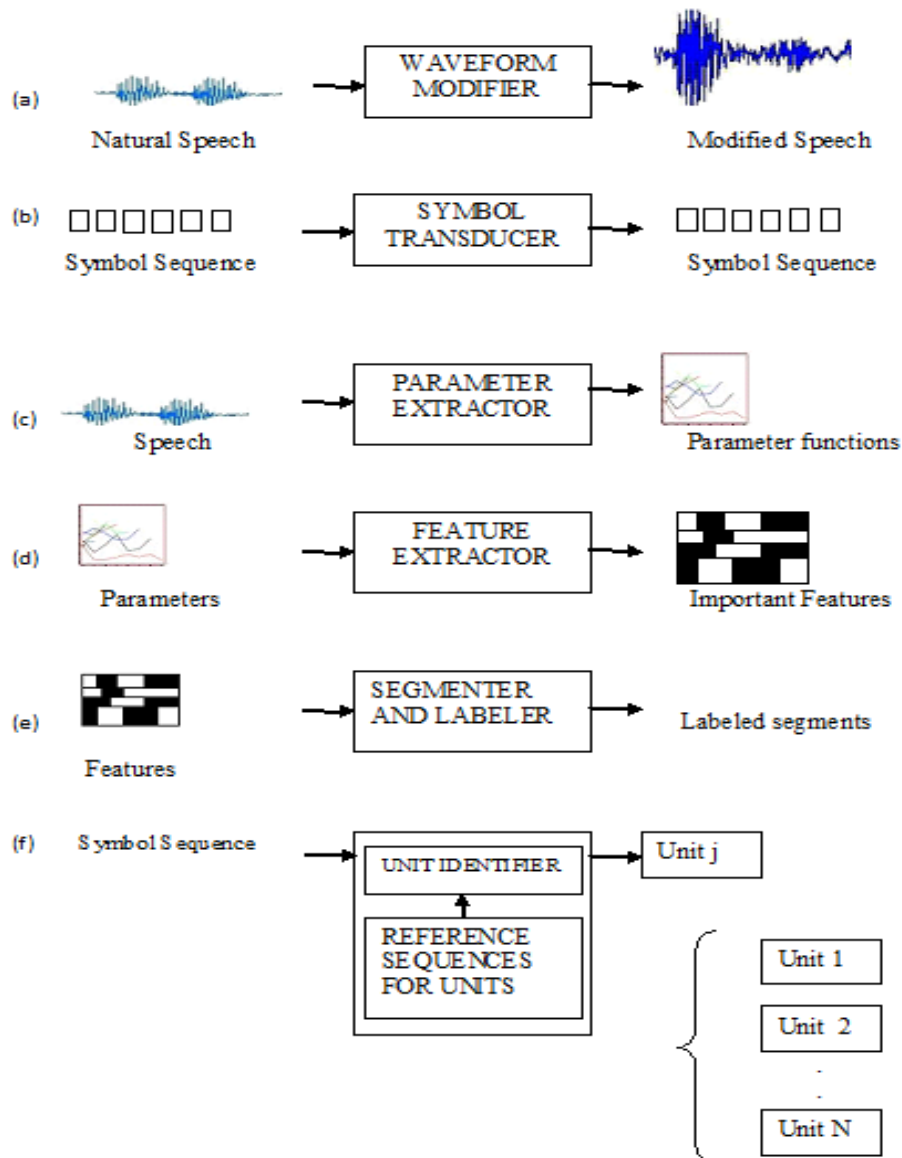 (a)
Natural Speech
WAVEFORM
MODIFIER
Modified Speech
(b)
Symbol Sequence
SYMBOL
TRANSDUCER
Symbol Sequence
(c)
Speech
PARAMETER
EXTRACTOR
Parameter functions
(d)
Parameters
FEATURE
EXTRACTOR
Important Features
(e)
Features
SEGMENTER
AND LABELER
Labeled segments
(f)
Symbol Sequence
UNIT IDENTIFIER
REFERENCE
SEQUENCES
FOR UNITS
Unit j
Unit 1
Unit 2
.
.
Unit N